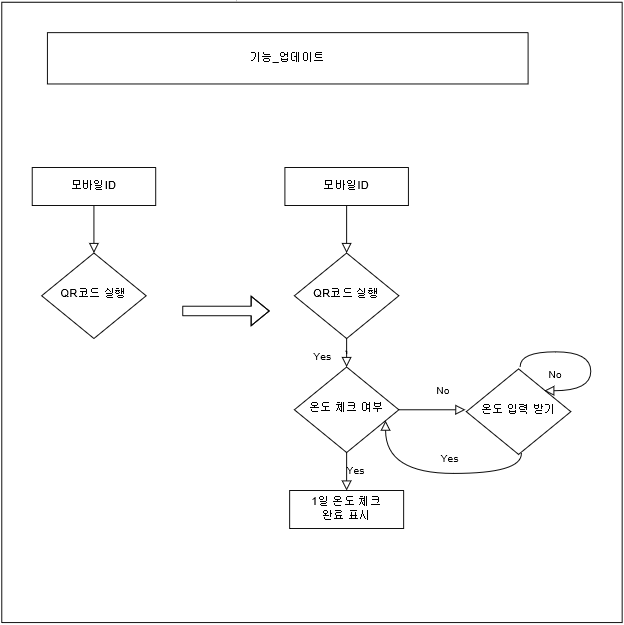 기능_업데이트
모바일ID
모바일ID
QR코드 실행
QR코드 실행
Yes
No
No
온도 체크 여부
온도 입력 받기
Yes
Yes
1일 온도 체크
완료 표시